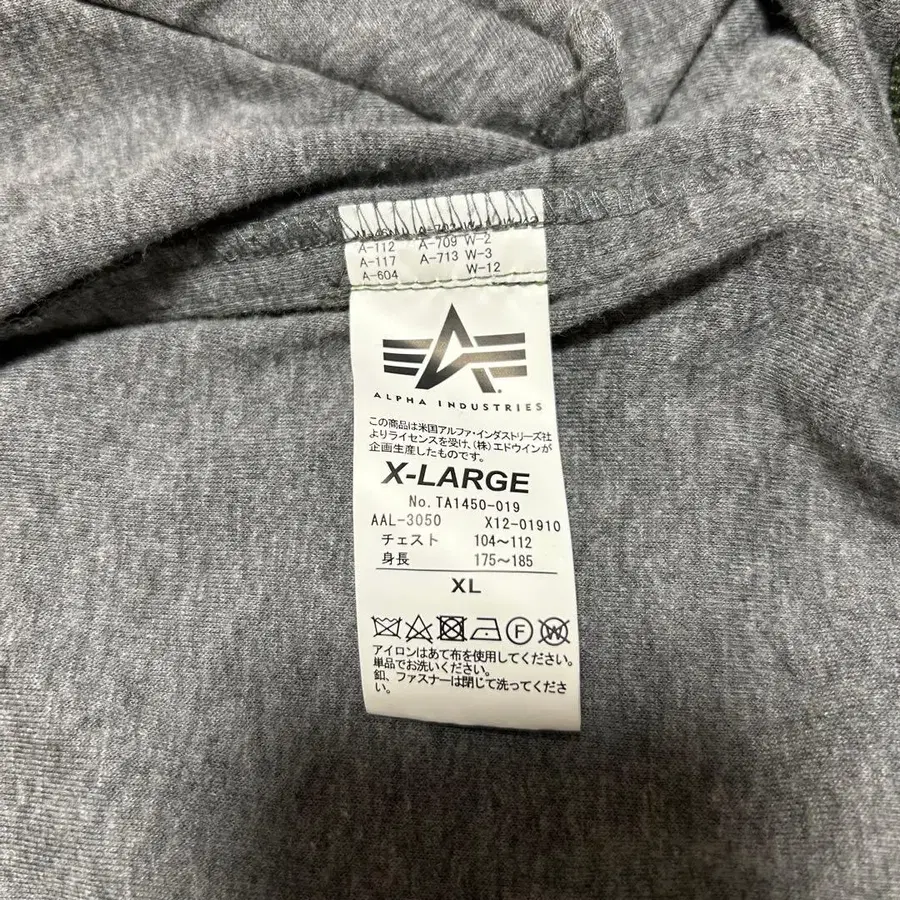 A-112 A-709 W-2
A-117 A-713 W-3
A-604 W-12
ALPHA INDUSTRIES
この商品は米国アルファ・インダストリーズ社
よりライセンスを受け、(株)エドウインが
企画生産したものです。
X-LARGE
No.TA1450-019
AAL-3050 X12-01910
チェスト 104～112
身長 175～185
XL
F W
アイロンはあて布を使用してください。
単品でお洗いください。
釦、ファスナーは閉じて洗ってくださ
い。